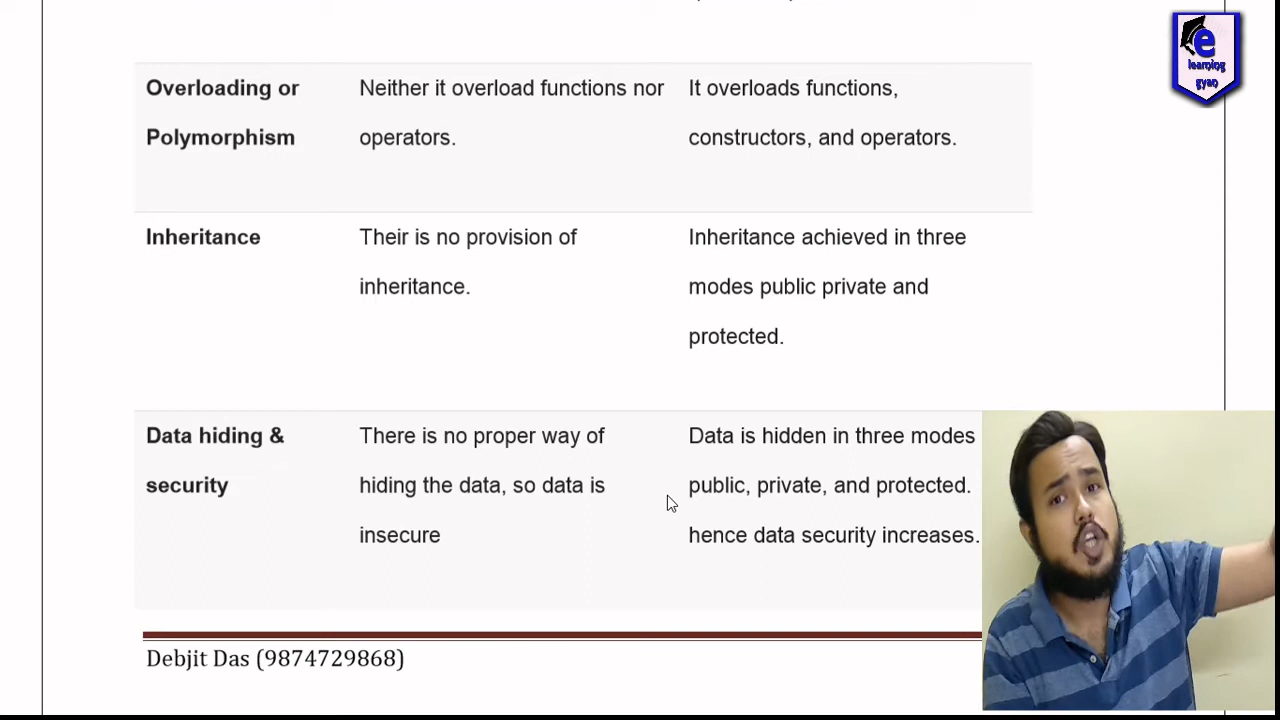 Overloading or
Polymorphism
Neither it overload functions nor
operators.
It overloads functions,
constructors, and operators.
Inheritance
Their is no provision of
inheritance.
Inheritance achieved in three
modes public private and
protected.
Data hiding &
security
There is no proper way of
hiding the data, so data is
insecure
Data is hidden in three modes
public, private, and protected.
hence data security increases.
Debjit Das (9874729868)
e
learning
gyan